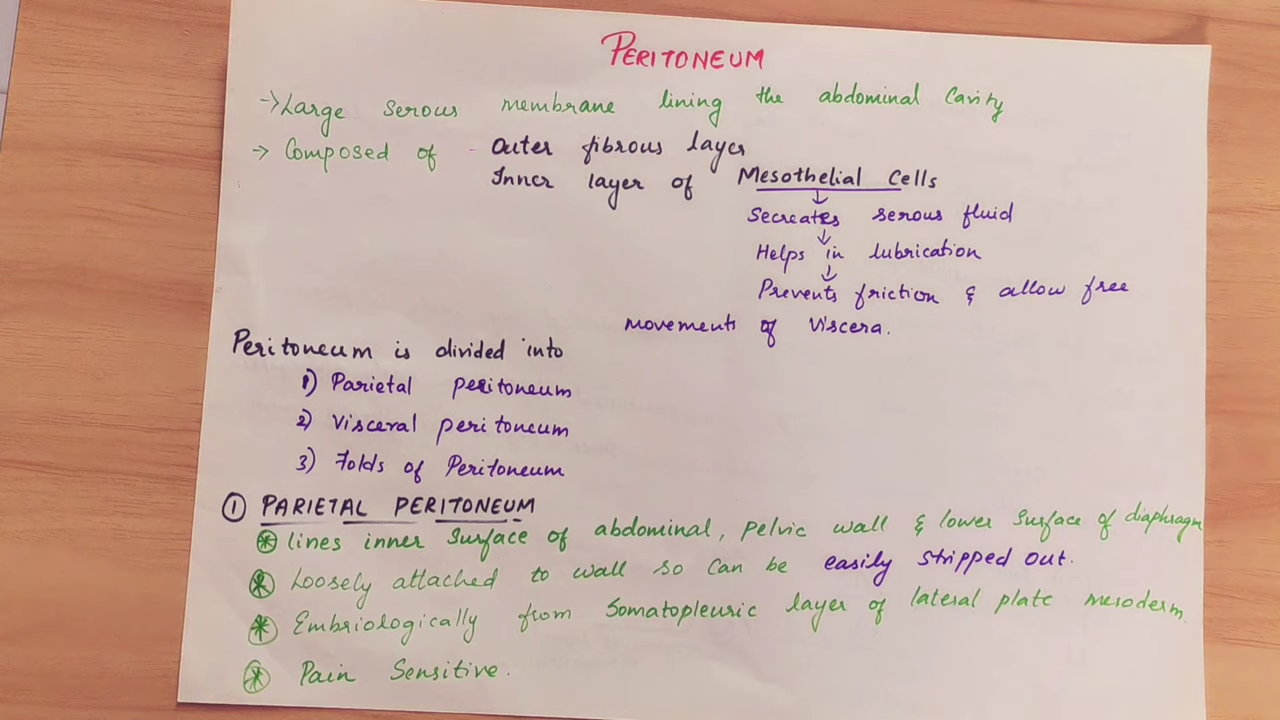 PERITONEUM
→ Large serous membrane lining the abdominal cavity
→ Composed of - Outer fibrous layer
Inner layer of Mesothelial Cells
↓
Secreates serous fluid
↓
Helps in lubrication
↓
Prevents friction & allow free
movements of viscera.
Peritoneum is divided into
1) Parietal peritoneum
2) Visceral peritoneum
3) Folds of Peritoneum
① PARIETAL PERITONEUM
* lines inner surface of abdominal, pelvic wall & lower surface of diaphragm
* Loosely attached to wall so can be easily stripped out.
* Embriologically from Somatopleuric layer of lateral plate mesoderm.
* Pain Sensitive.